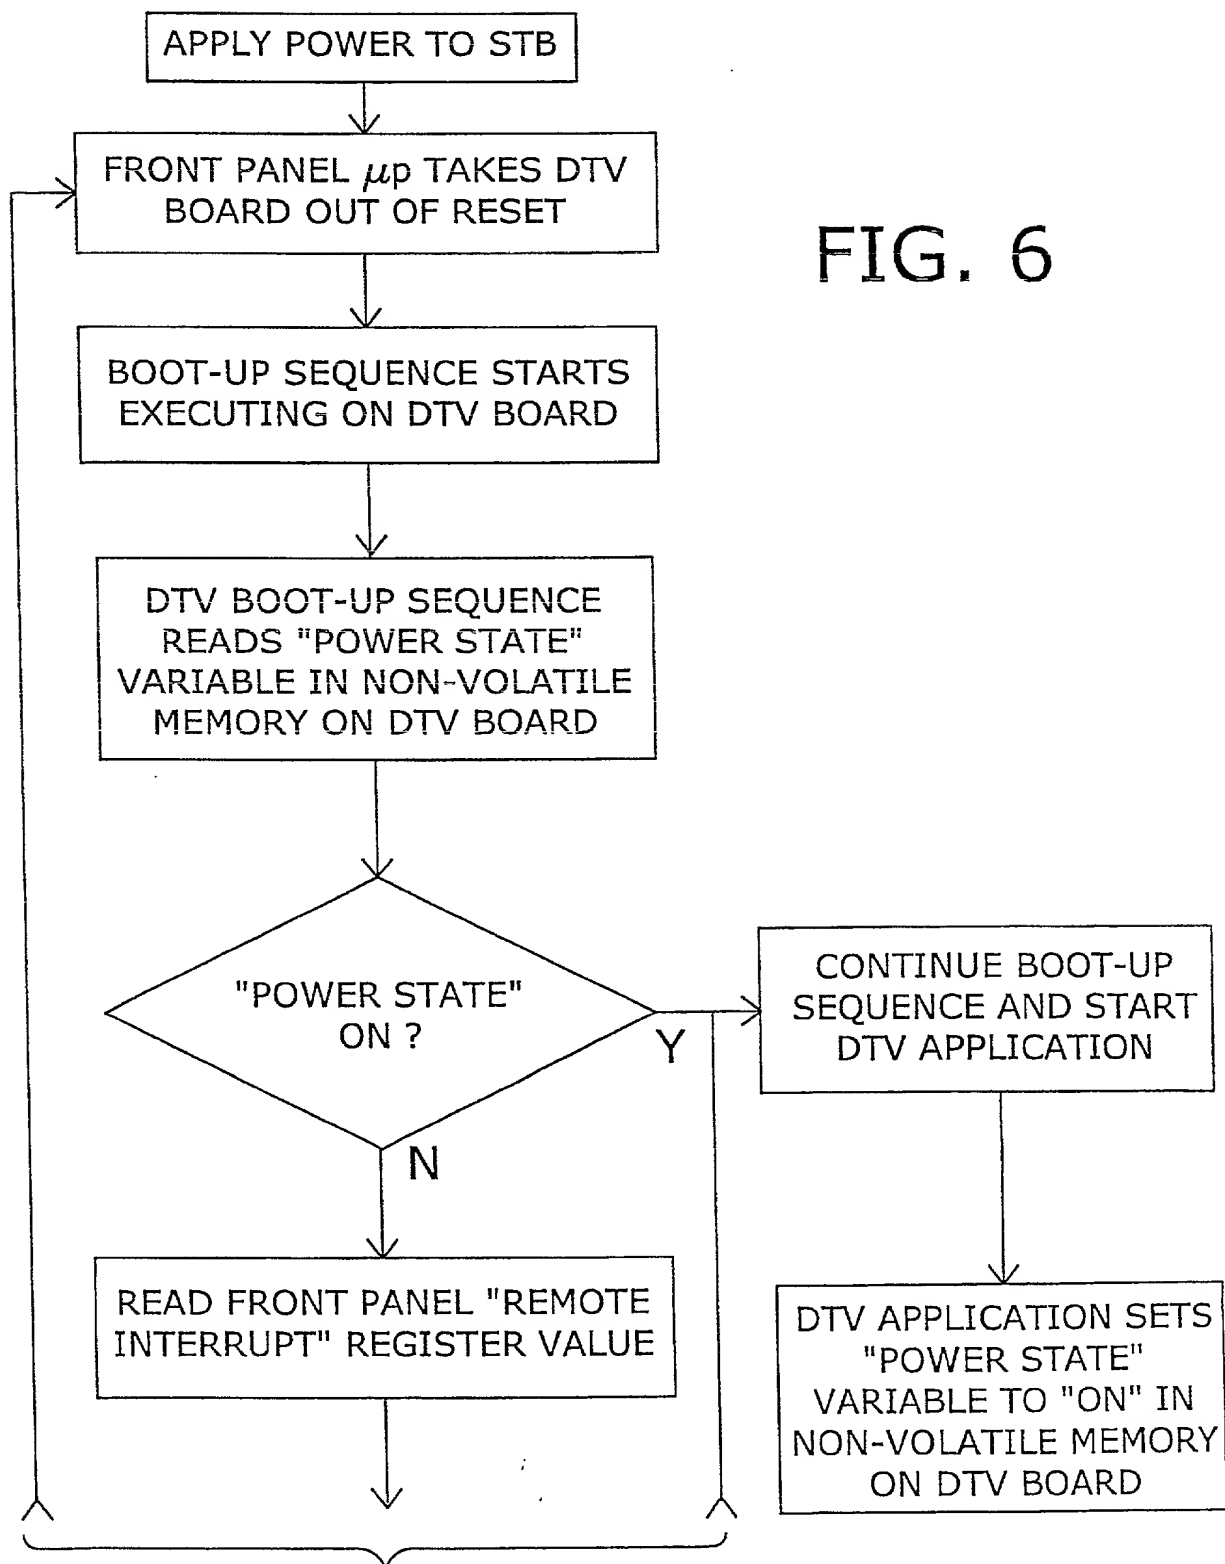 APPLY POWER TO STB
FRONT PANEL μp TAKES DTV
BOARD OUT OF RESET
FIG. 6
BOOT-UP SEQUENCE STARTS
EXECUTING ON DTV BOARD
DTV BOOT-UP SEQUENCE
READS "POWER STATE"
VARIABLE IN NON-VOLATILE
MEMORY ON DTV BOARD
"POWER STATE"
ON ?
Y
N
CONTINUE BOOT-UP
SEQUENCE AND START
DTV APPLICATION
READ FRONT PANEL "REMOTE
INTERRUPT" REGISTER VALUE
DTV APPLICATION SETS
"POWER STATE"
VARIABLE TO "ON" IN
NON-VOLATILE MEMORY
ON DTV BOARD